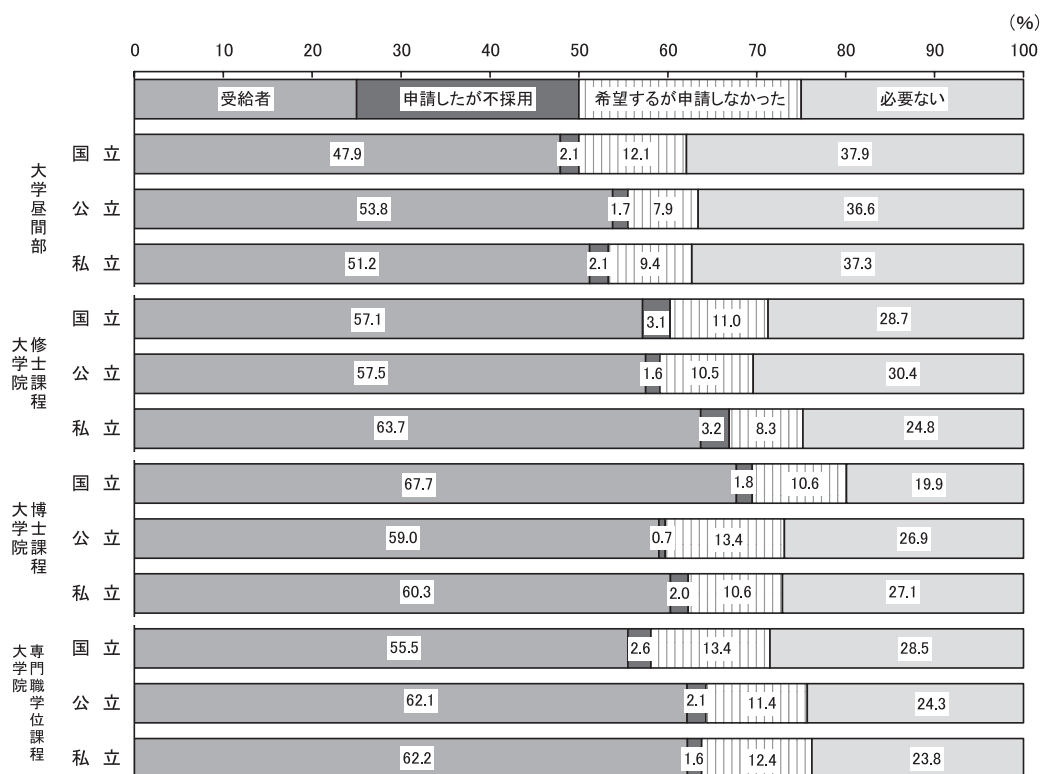 (%)
0 10 20 30 40 50 60 70 80 90 100
受給者 申請したが不採用 希望するが申請しなかった 必要ない
大学昼間部
国立 47.9 2.1 12.1 37.9
公立 53.8 1.7 7.9 36.6
私立 51.2 2.1 9.4 37.3
大学院
修士課程
国立 57.1 3.1 11.0 28.7
公立 57.5 1.6 10.5 30.4
私立 63.7 3.2 8.3 24.8
大学院
博士課程
国立 67.7 1.8 10.6 19.9
公立 59.0 0.7 13.4 26.9
私立 60.3 2.0 10.6 27.1
大学院
専門職学位課程
国立 55.5 2.6 13.4 28.5
公立 62.1 2.1 11.4 24.3
私立 62.2 1.6 12.4 23.8